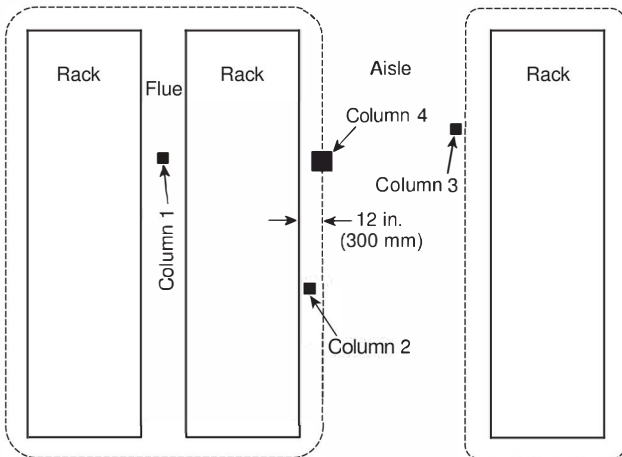 Rack
Flue
Rack
Aisle
Rack
Column 4
Column 3
Column 1
12 in.
(300 mm)
Column 2